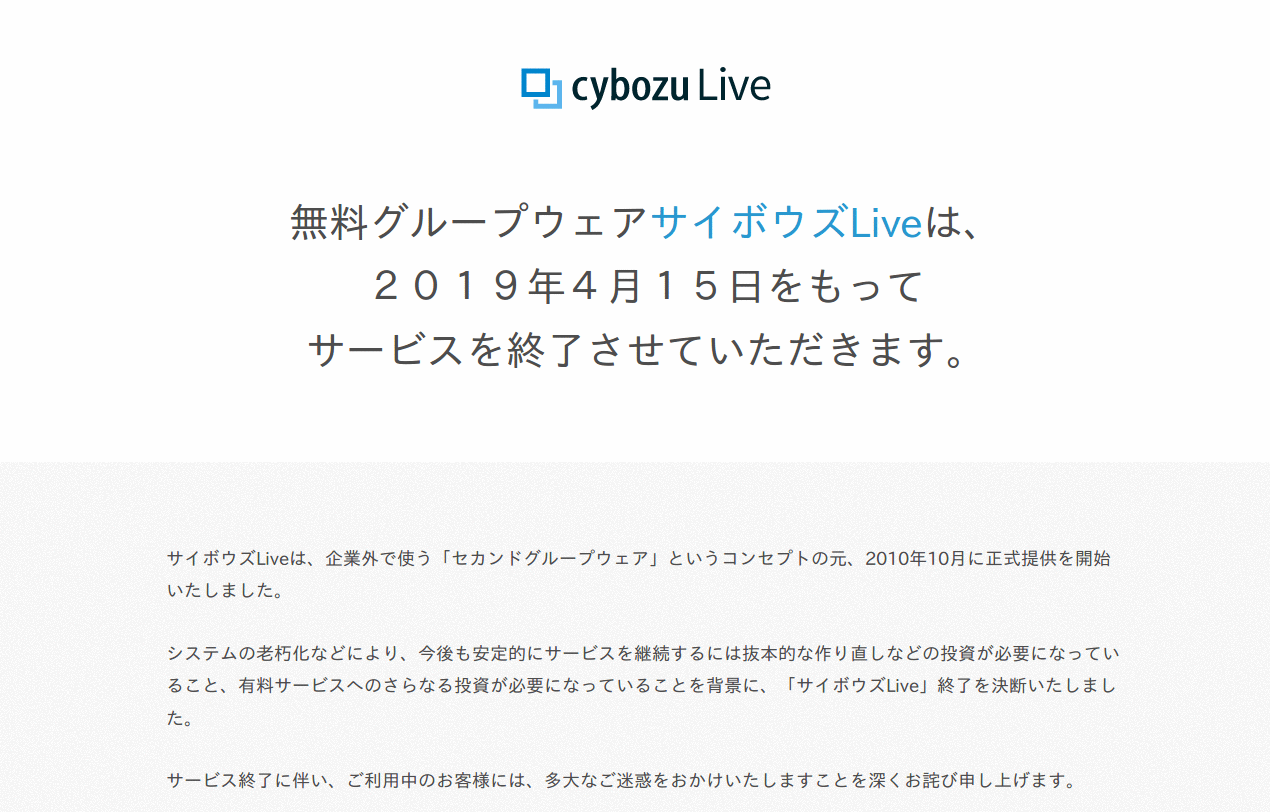 cybozu Live
無料グループウェアサイボウズLiveは、
２０１９年４月１５日をもって
サービスを終了させていただきます。
サイボウズLiveは、企業外で使う「セカンドグループウェア」というコンセプトの元、2010年10月に正式提供を開始
いたしました。
システムの老朽化などにより、今後も安定的にサービスを継続するには抜本的な作り直しなどの投資が必要になってい
ること、有料サービスへのさらなる投資が必要になっていることを背景に、「サイボウズLive」終了を決断いたしまし
た。
サービス終了に伴い、ご利用中のお客様には、多大なご迷惑をおかけいたしますことを深くお詫び申し上げます。